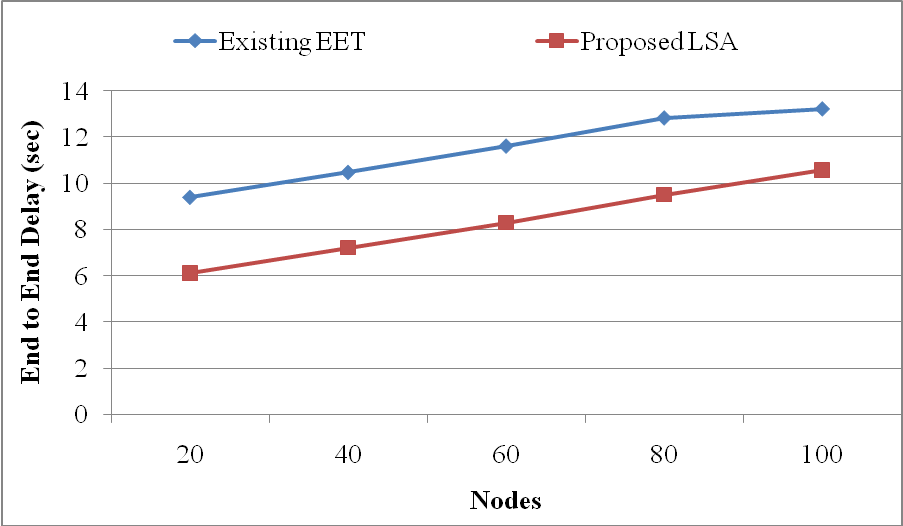 Existing EET
Proposed LSA
End to End Delay (sec)
14
12
10
8
6
4
2
0
20 40 60 80 100
Nodes